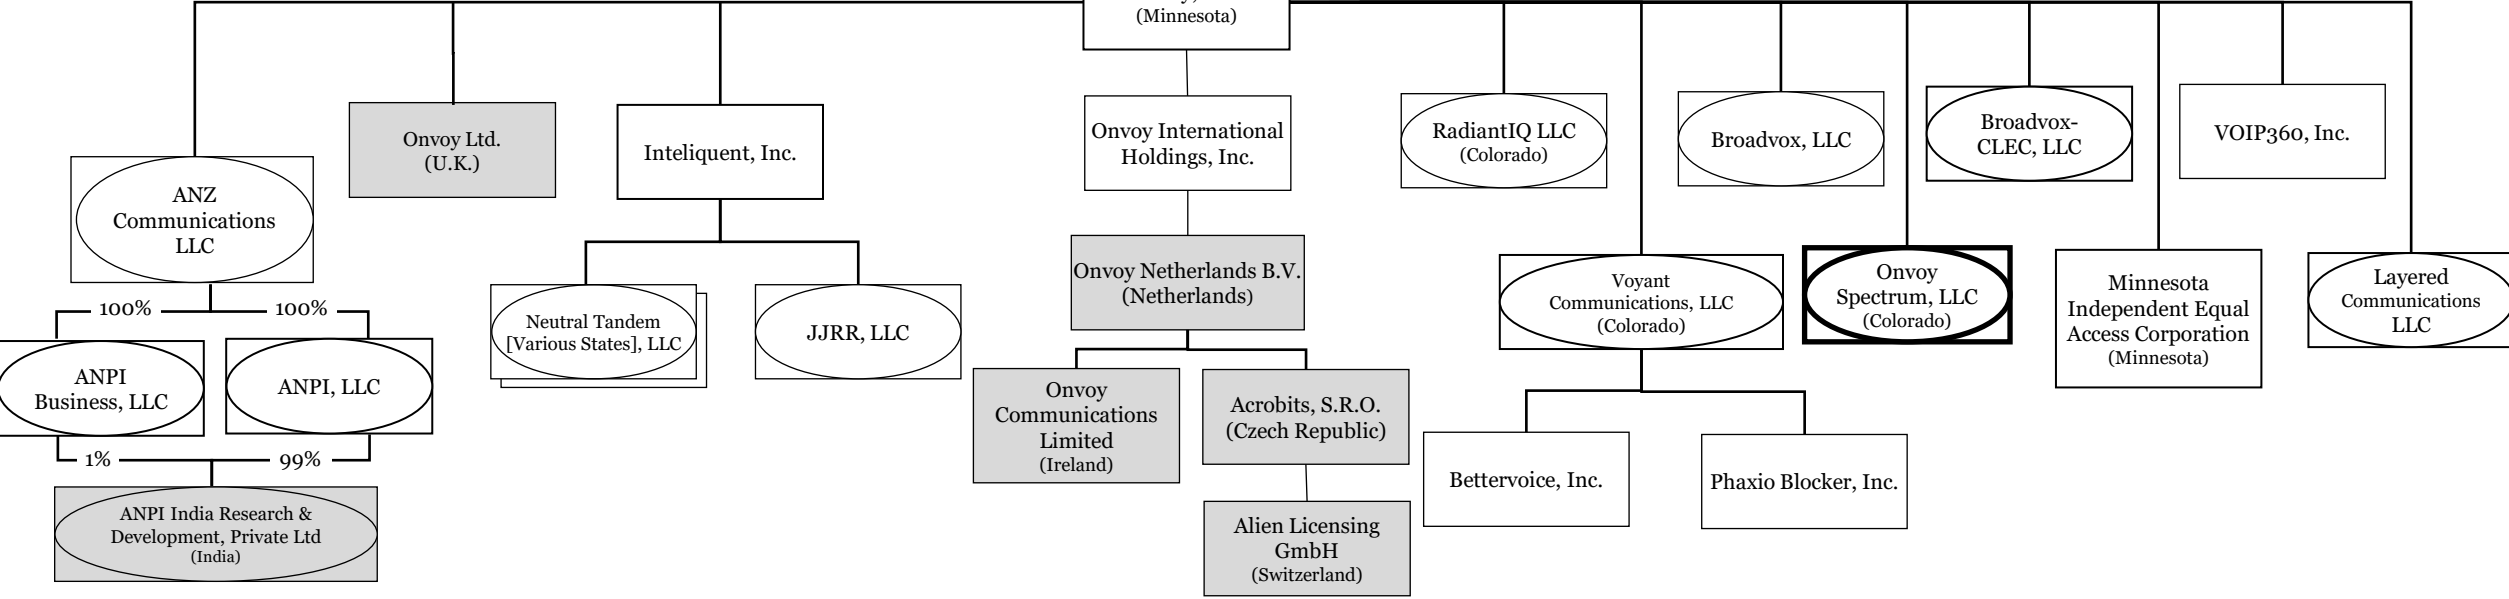 (Minnesota)
Onvoy Ltd.
(U.K.)
Inteliquent, Inc.
Onvoy International
Holdings, Inc.
RadiantIQ LLC
(Colorado)
Broadvox, LLC
Broadvox-
CLEC, LLC
VOIP360, Inc.
ANZ
Communications
LLC
Onvoy Netherlands B.V.
(Netherlands)
Voyant
Communications, LLC
(Colorado)
Onvoy
Spectrum, LLC
(Colorado)
Minnesota
Independent Equal
Access Corporation
(Minnesota)
Layered
Communications
LLC
100%
100%
Neutral Tandem
[Various States], LLC
JJRR, LLC
ANPI
Business, LLC
ANPI, LLC
Onvoy
Communications
Limited
(Ireland)
Acrobits, S.R.O.
(Czech Republic)
1%
99%
Bettervoice, Inc.
Phaxio Blocker, Inc.
ANPI India Research &
Development, Private Ltd
(India)
Alien Licensing
GmbH
(Switzerland)